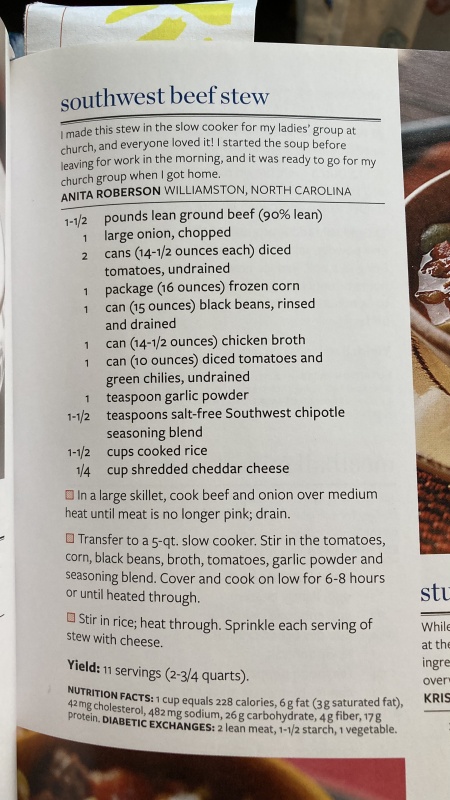 southwest beef stew
I made this stew in the slow cooker for my ladies' group at
church, and everyone loved it! I started the soup before
leaving for work in the morning, and it was ready to go for my
church group when I got home.
ANITA ROBERSON WILLIAMSTON, NORTH CAROLINA
1-1/2 pounds lean ground beef (90% lean)
1 large onion, chopped
2 cans (14-1/2 ounces each) diced
tomatoes, undrained
1 package (16 ounces) frozen corn
1 can (15 ounces) black beans, rinsed
and drained
1 can (14-1/2 ounces) chicken broth
1 can (10 ounces) diced tomatoes and
green chilies, undrained
1 teaspoon garlic powder
1-1/2 teaspoons salt-free Southwest chipotle
seasoning blend
1-1/2 cups cooked rice
1/4 cup shredded cheddar cheese
In a large skillet, cook beef and onion over medium
heat until meat is no longer pink; drain.
Transfer to a 5-qt. slow cooker. Stir in the tomatoes,
corn, black beans, broth, tomatoes, garlic powder and
seasoning blend. Cover and cook on low for 6-8 hours
or until heated through.
Stir in rice; heat through. Sprinkle each serving of
stew with cheese.
Yield: 11 servings (2-3/4 quarts).
NUTRITION FACTS: 1 cup equals 228 calories, 6 g fat (3 g saturated fat),
42 mg cholesterol, 482 mg sodium, 26 g carbohydrate, 4 g fiber, 17 g
protein. DIABETIC EXCHANGES: 2 lean meat, 1-1/2 starch, 1 vegetable.
stu
While
at the
ingre
over
KRIS